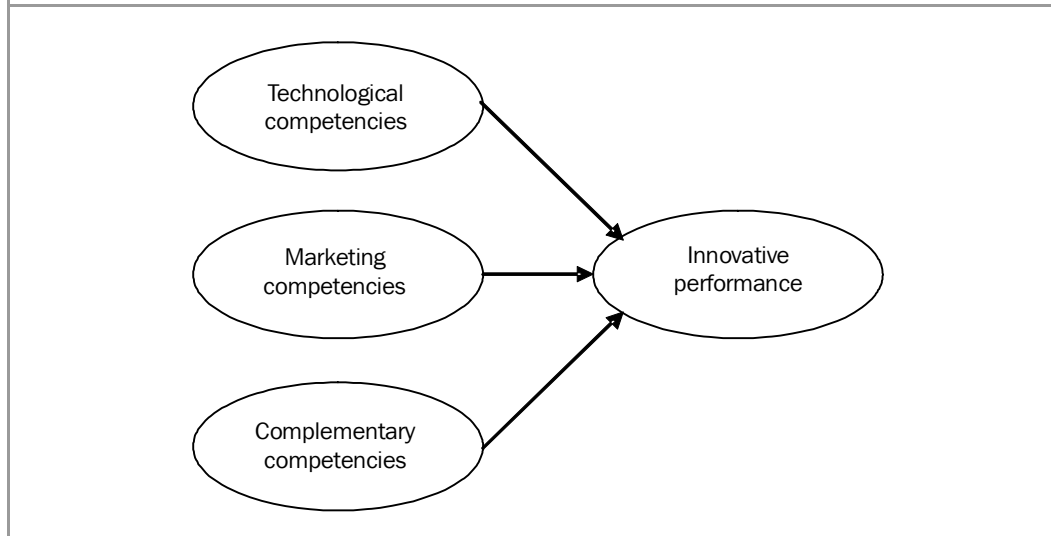 Technological
competencies
Marketing
competencies
Innovative
performance
Complementary
competencies